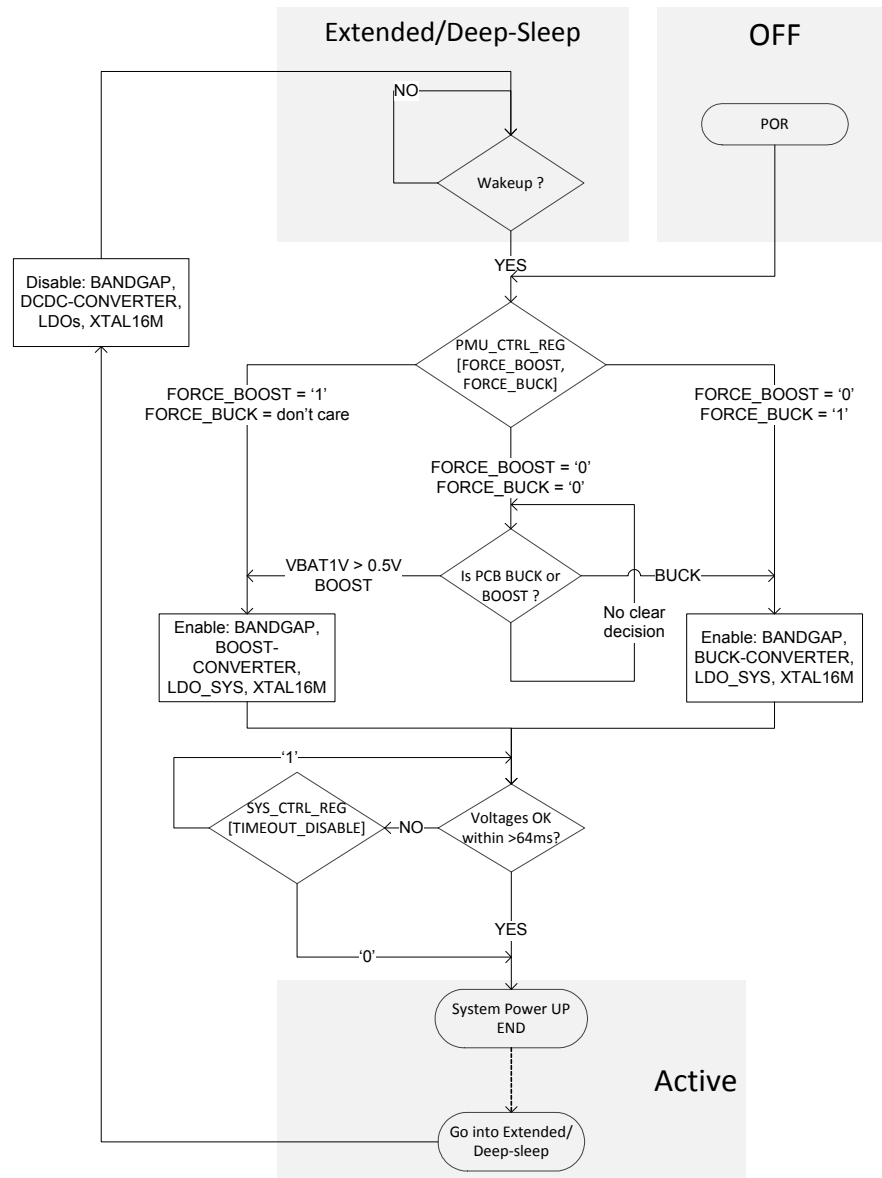 Extended/Deep-Sleep
OFF
NO
POR
Wakeup ?
YES
Disable: BANDGAP,
DCDC-CONVERTER,
LDOs, XTAL16M
PMU_CTRL_REG
[FORCE_BOOST,
FORCE_BUCK]
FORCE_BOOST = ‘1’
FORCE_BUCK = don’t care
FORCE_BOOST = ‘0’
FORCE_BUCK = ‘1’
FORCE_BOOST = ‘0’
FORCE_BUCK = ‘0’
VBAT1V > 0.5V
BOOST
Is PCB BUCK or
BOOST ?
BUCK
No clear
decision
Enable: BANDGAP,
BOOST-
CONVERTER,
LDO_SYS, XTAL16M
Enable: BANDGAP,
BUCK-CONVERTER,
LDO_SYS, XTAL16M
‘1’
SYS_CTRL_REG
[TIMEOUT_DISABLE]
NO
Voltages OK
within >64ms?
YES
‘0’
System Power UP
END
Active
Go into Extended/
Deep-sleep